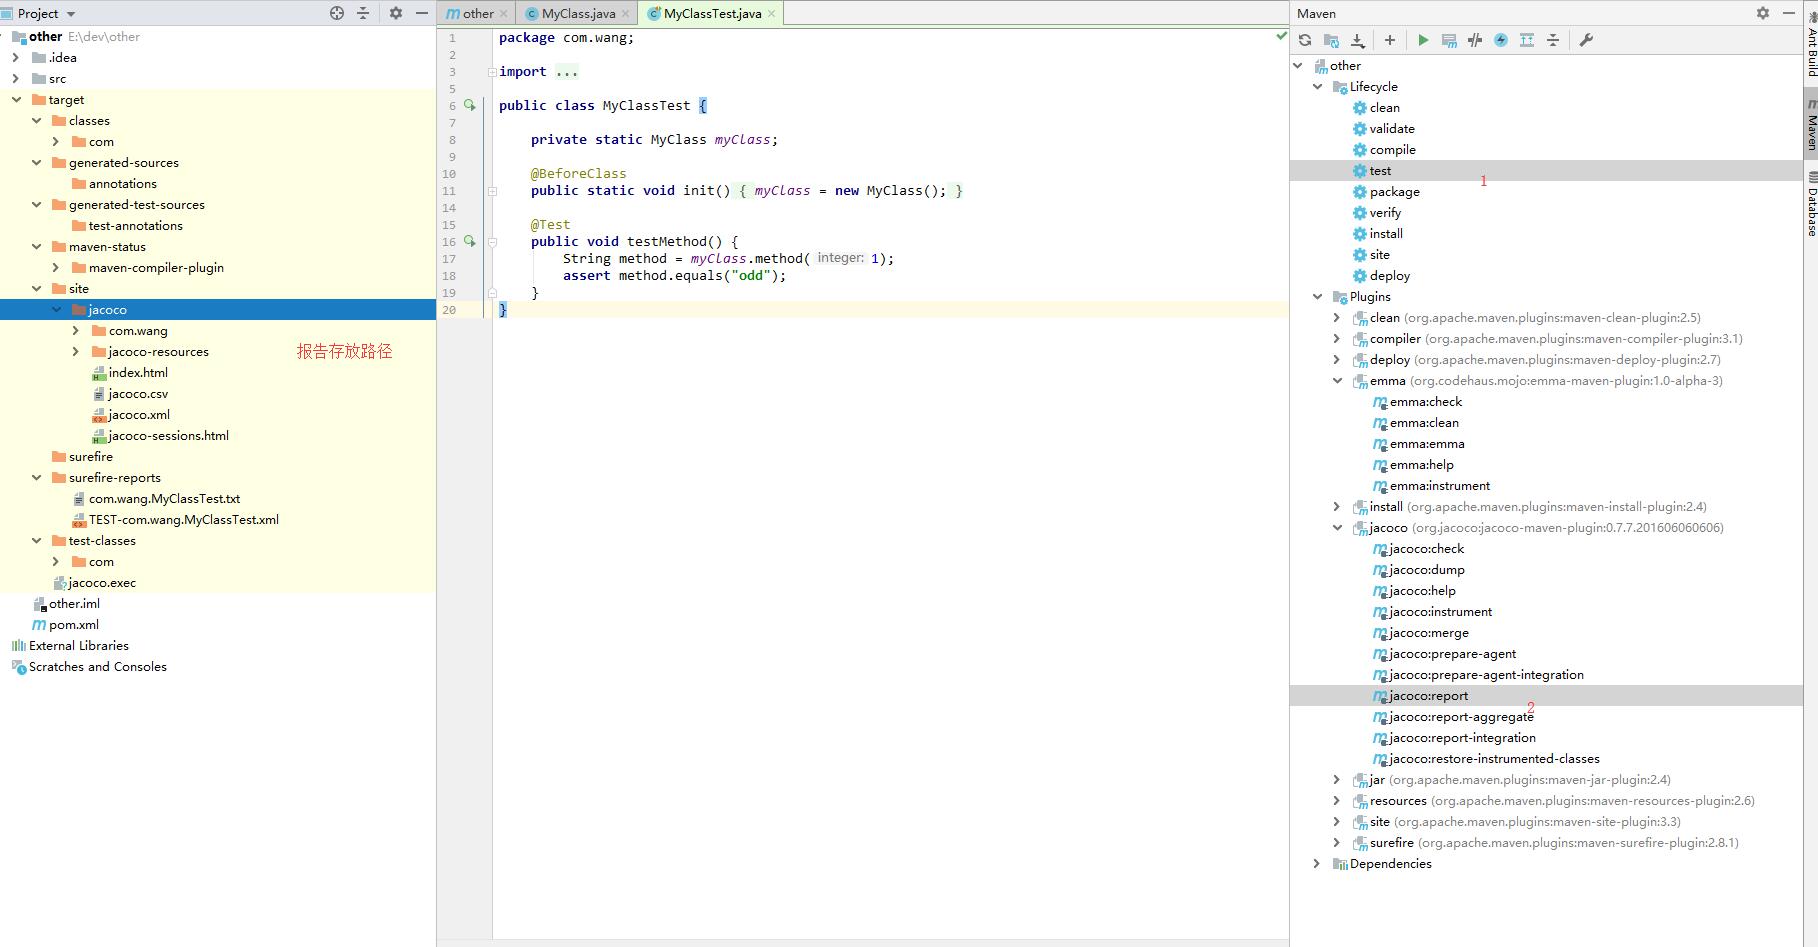 Project
other E:\dev\other
.idea
src
target
classes
com
generated-sources
annotations
generated-test-sources
test-annotations
maven-status
maven-compiler-plugin
site
jacoco
com.wang
jacoco-resources
报告存放路径
index.html
jacoco.csv
jacoco.xml
jacoco-sessions.html
surefire
surefire-reports
com.wang.MyClassTest.txt
TEST-com.wang.MyClassTest.xml
test-classes
com
jacoco.exec
other.iml
pom.xml
External Libraries
Scratches and Consoles
other MyClass.java MyClassTest.java
1 package com.wang;
2
3 import ...
5
6 public class MyClassTest {
7
8 private static MyClass myClass;
9
10 @BeforeClass
11 public static void init() { myClass = new MyClass(); }
14
15 @Test
16 public void testMethod() {
17 String method = myClass.method( integer: 1);
18 assert method.equals("odd");
19 }
20 }
Maven
other
Lifecycle
clean
validate
compile
test
1
package
verify
install
site
deploy
Plugins
clean (org.apache.maven.plugins:maven-clean-plugin:2.5)
compiler (org.apache.maven.plugins:maven-compiler-plugin:3.1)
deploy (org.apache.maven.plugins:maven-deploy-plugin:2.7)
emma (org.codehaus.mojo:emma-maven-plugin:1.0-alpha-3)
emma:check
emma:clean
emma:emma
emma:help
emma:instrument
install (org.apache.maven.plugins:maven-install-plugin:2.4)
jacoco (org.jacoco:jacoco-maven-plugin:0.7.7.201606060606)
jacoco:check
jacoco:dump
jacoco:help
jacoco:instrument
jacoco:merge
jacoco:prepare-agent
jacoco:prepare-agent-integration
jacoco:report
2
jacoco:report-aggregate
jacoco:report-integration
jacoco:restore-instrumented-classes
jar (org.apache.maven.plugins:maven-jar-plugin:2.4)
resources (org.apache.maven.plugins:maven-resources-plugin:2.6)
site (org.apache.maven.plugins:maven-site-plugin:3.3)
surefire (org.apache.maven.plugins:maven-surefire-plugin:2.8.1)
Dependencies
Ant Build
Maven
Database